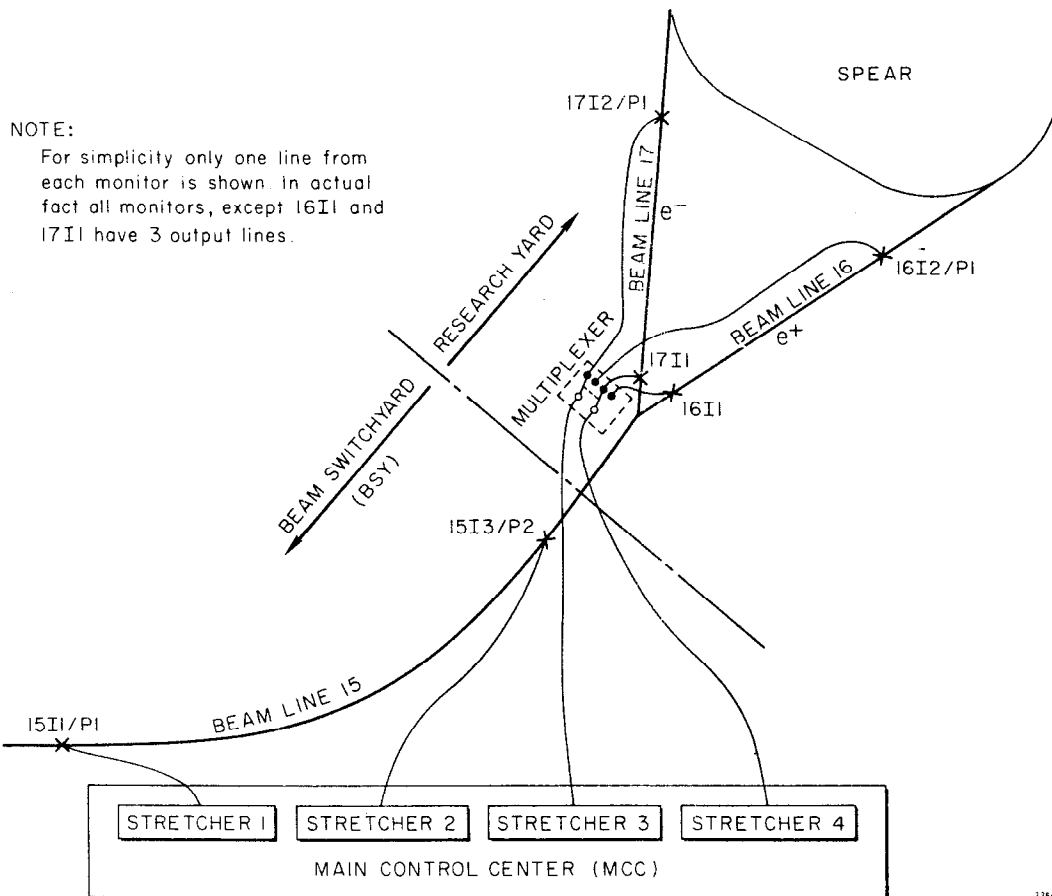 SPEAR
17I2/P1
NOTE:
For simplicity only one line from
each monitor is shown. In actual
fact all monitors, except 16I1 and
17I1 have 3 output lines.
BEAM LINE 17
e−
RESEARCH YARD
16I2/P1
BEAM LINE 16
e+
MULTIPLEXER
17I1
16I1
BEAM SWITCHYARD
(BSY)
15I3/P2
BEAM LINE 15
15I1/P1
STRETCHER 1
STRETCHER 2
STRETCHER 3
STRETCHER 4
MAIN CONTROL CENTER (MCC)